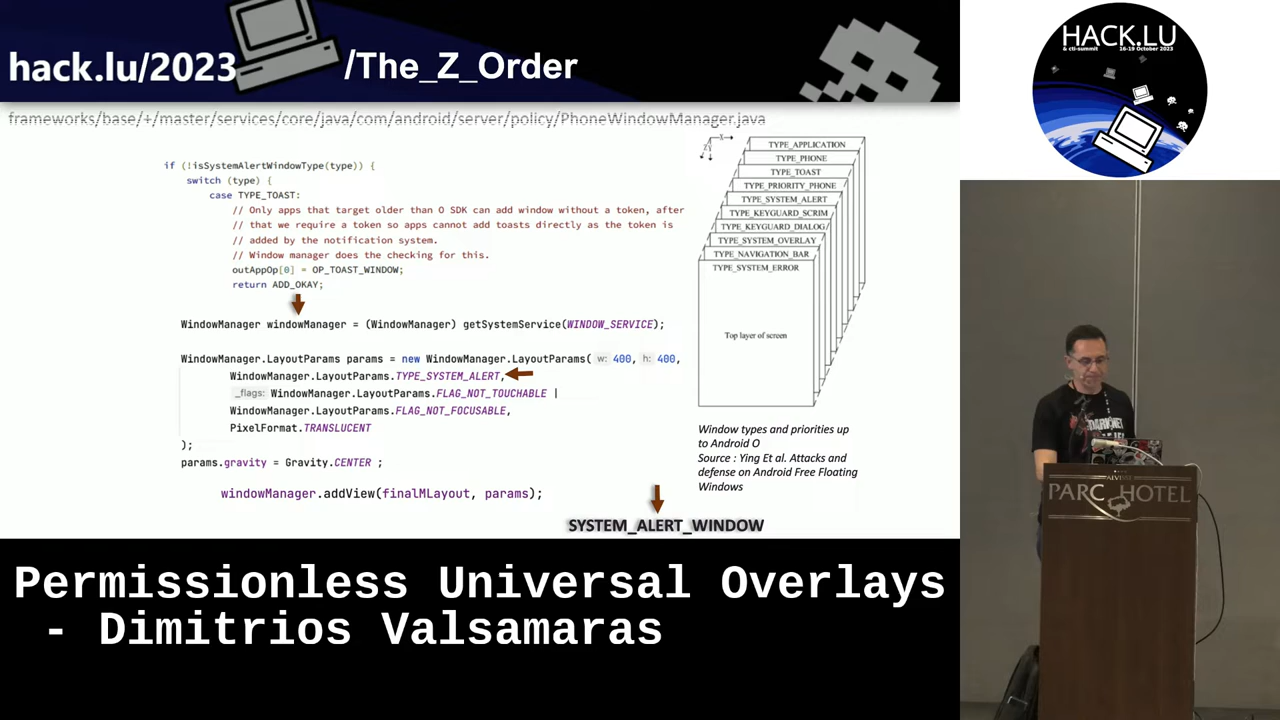 hack.lu/2023
/The_Z_Order
HACK.LU
& cti-summit 16-19 October 2023
frameworks/base/+/master/services/core/java/com/android/server/policy/PhoneWindowManager.java
if (!isSystemAlertWindowType(type)) {
switch (type) {
case TYPE_TOAST:
// Only apps that target older than O SDK can add window without a token, after
// that we require a token so apps cannot add toasts directly as the token is
// added by the notification system.
// Window manager does the checking for this.
outAppOp[0] = OP_TOAST_WINDOW;
return ADD_OKAY;
WindowManager windowManager = (WindowManager) getSystemService(WINDOW_SERVICE);
WindowManager.LayoutParams params = new WindowManager.LayoutParams( w: 400, h: 400,
WindowManager.LayoutParams.TYPE_SYSTEM_ALERT,
_flags: WindowManager.LayoutParams.FLAG_NOT_TOUCHABLE |
WindowManager.LayoutParams.FLAG_NOT_FOCUSABLE,
PixelFormat.TRANSLUCENT
);
params.gravity = Gravity.CENTER ;
windowManager.addView(finalMLayout, params);
X
Z
TYPE_APPLICATION
TYPE_PHONE
TYPE_TOAST
TYPE_PRIORITY_PHONE
TYPE_SYSTEM_ALERT
TYPE_KEYGUARD_SCRIM
TYPE_KEYGUARD_DIALOG
TYPE_SYSTEM_OVERLAY
TYPE_NAVIGATION_BAR
TYPE_SYSTEM_ERROR
Top layer of screen
Window types and priorities up
to Android O
Source : Ying Et al. Attacks and
defense on Android Free Floating
Windows
SYSTEM_ALERT_WINDOW
ALVISSE
PARC HOTEL
Permissionless Universal Overlays
- Dimitrios Valsamaras